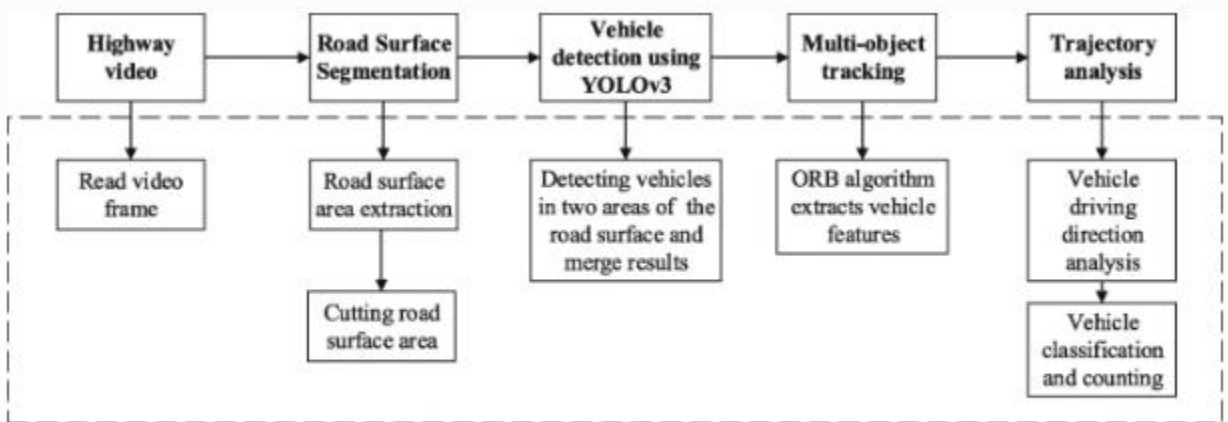 Highway
video
Road Surface
Segmentation
Vehicle
detection using
YOLOv3
Multi-object
tracking
Trajectory
analysis
Read video
frame
Road surface
area extraction
Cutting road
surface area
Detecting vehicles
in two areas of the
road surface and
merge results
ORB algorithm
extracts vehicle
features
Vehicle
driving
direction
analysis
Vehicle
classification
and counting